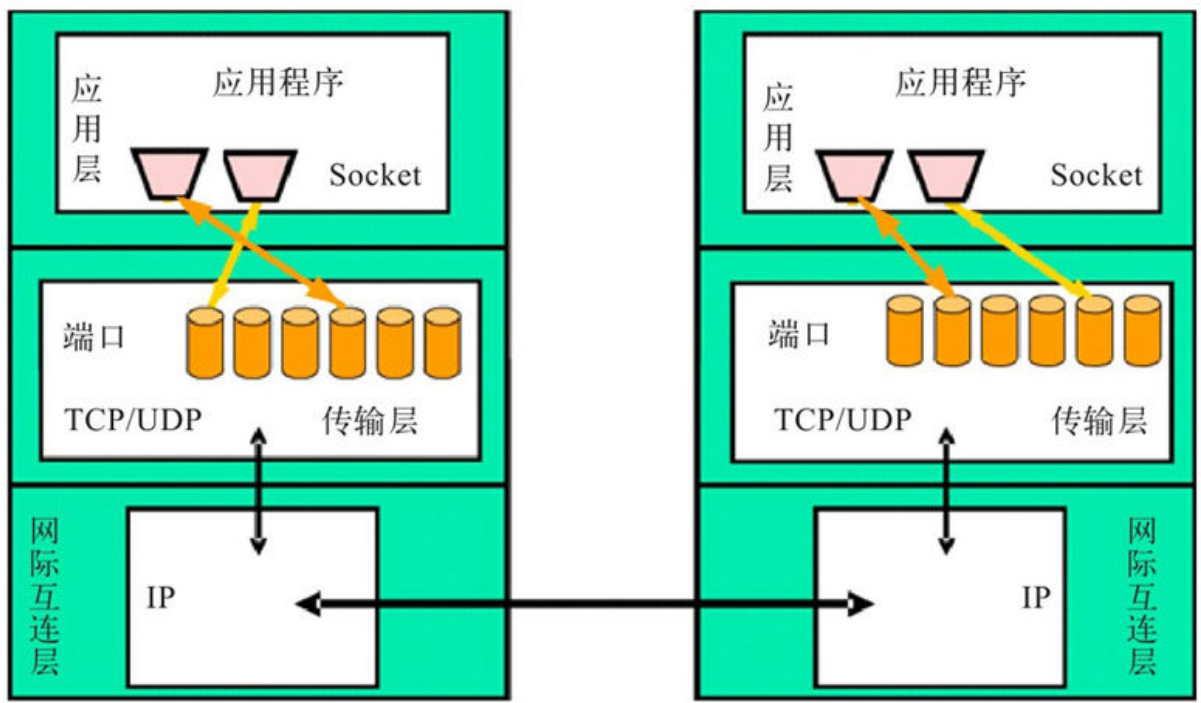 应用层
应用程序
Socket
端口
TCP/UDP
传输层
网际互连层
IP
应用层
应用程序
Socket
端口
TCP/UDP
传输层
IP
网际互连层